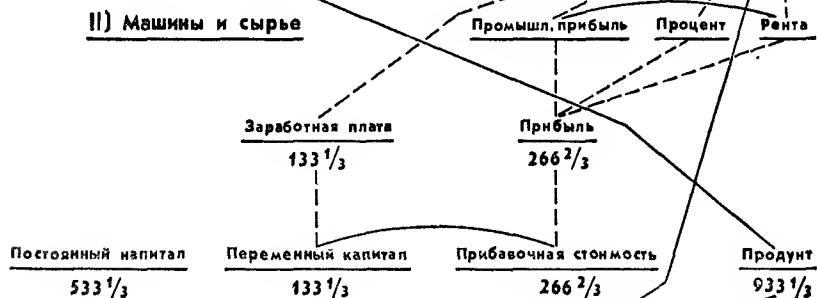 II) Машины и сырье Промышл. прибыль Процент Рента
Заработная плата Прибыль
133 1/3 266 2/3
Постоянный капитал Переменный капитал Прибавочная стоимость Продукт
533 1/3 133 1/3 266 2/3 933 1/3